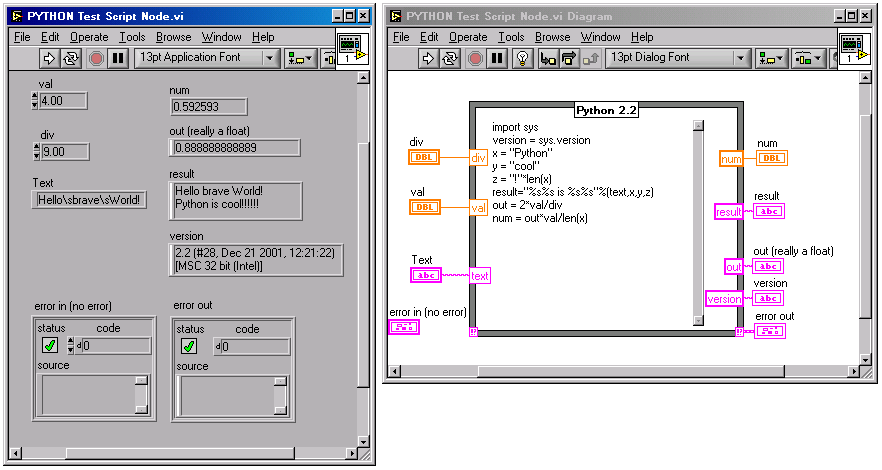 PYTHON Test Script Node.vi
File Edit Operate Tools Browse Window Help
13pt Application Font
1
val
4.00
div
9.00
Text
Hello\sbrave\sWorld!
num
0.592593
out (really a float)
0.888888888889
result
Hello brave World!
Python is cool!!!!!!
version
2.2 (#28, Dec 21 2001, 12:21:22)
[MSC 32 bit (Intel)]
error in (no error)
status code
d0
source
error out
status code
d0
source
PYTHON Test Script Node.vi Diagram
File Edit Operate Tools Browse Window Help
13pt Dialog Font
1
Python 2.2
import sys
version = sys.version
x = "Python"
y = "cool"
z = "!"*len(x)
result="%s%s is %s%s"%(text,x,y,z)
out = 2*val/div
num = out*val/len(x)
div
DBL
div
val
DBL
val
Text
abc
text
error in (no error)
num
num
DBL
result
result
abc
out (really a float)
out
abc
version
version
abc
error out